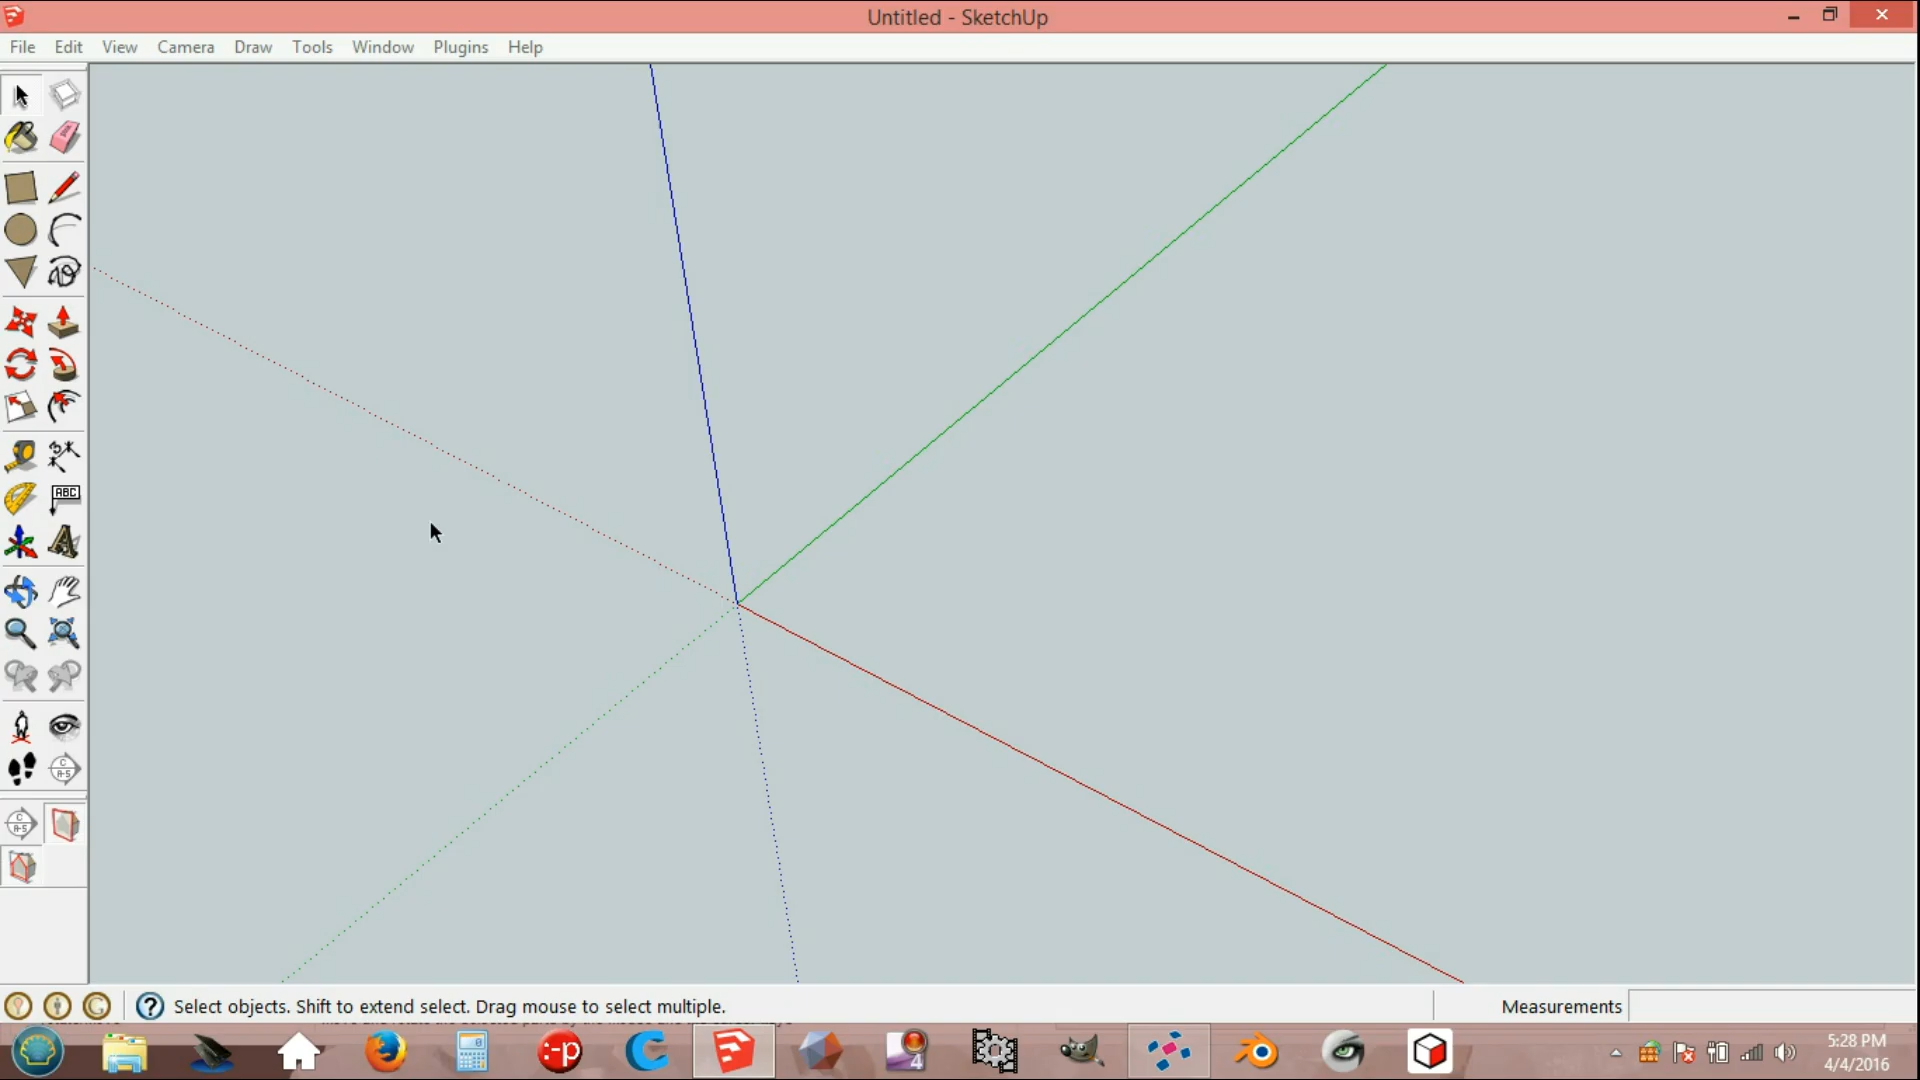 Untitled - SketchUp
File Edit View Camera Draw Tools Window Plugins Help
ABC
Select objects. Shift to extend select. Drag mouse to select multiple.
Measurements
5:28 PM
4/4/2016